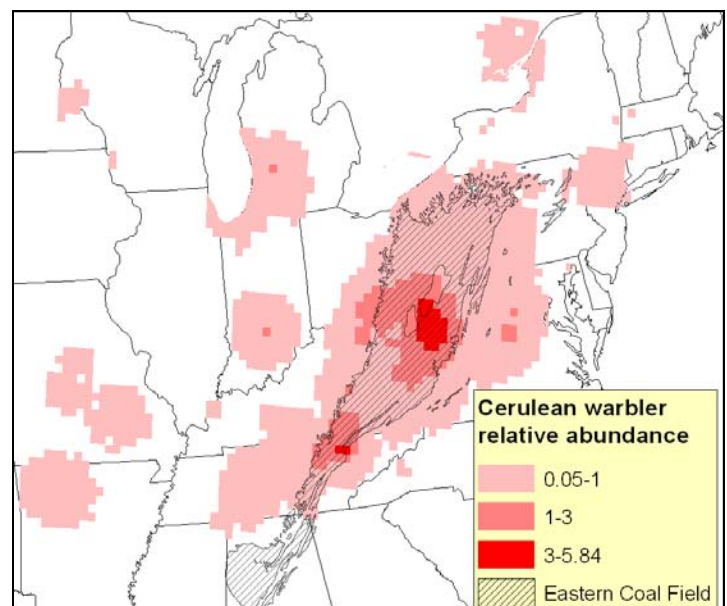 Cerulean warbler
relative abundance
0.05-1
1-3
3-5.84
Eastern Coal Field